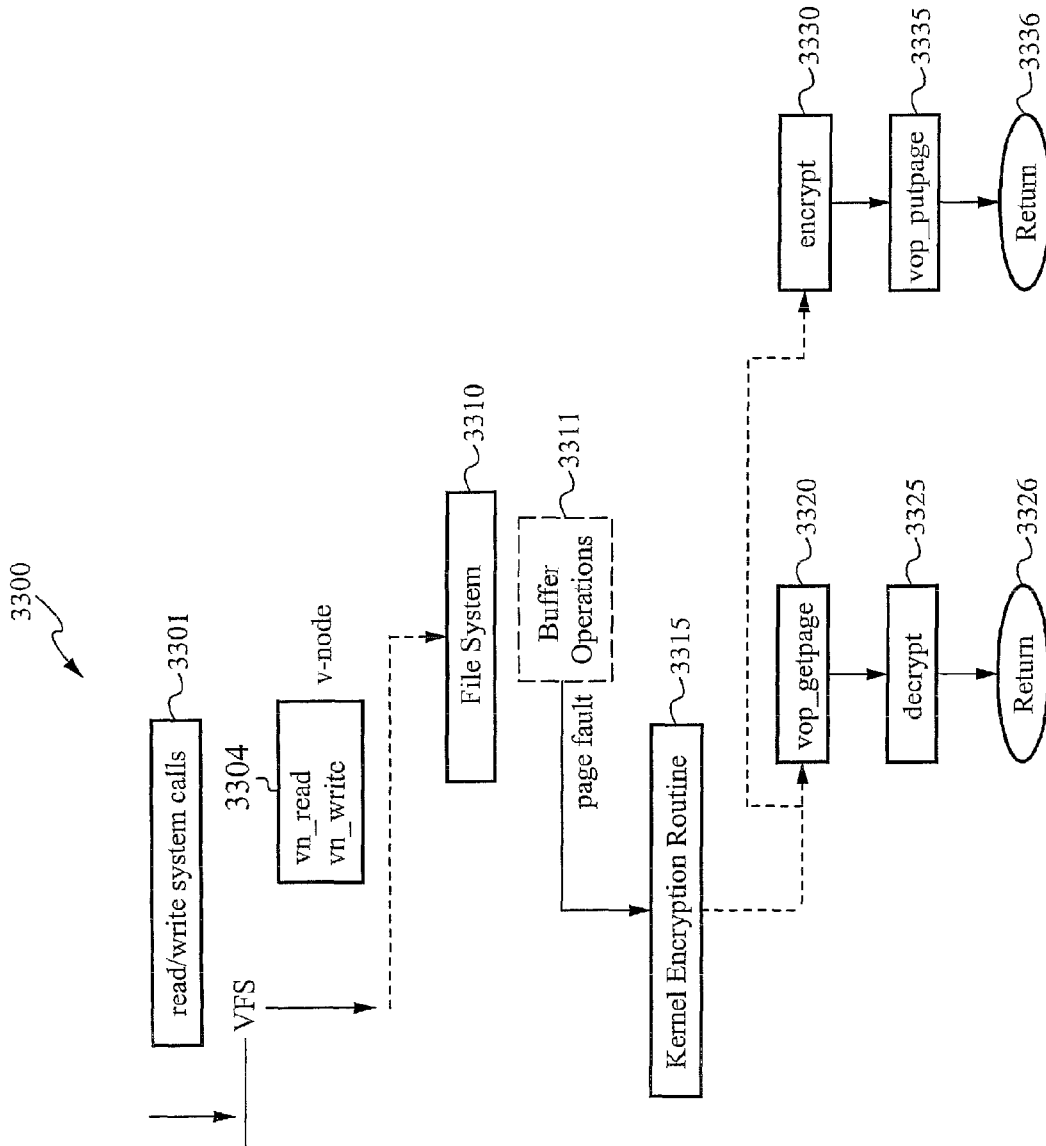 3300
3301
read/write system calls
VFS
3304
vn_read
vn_write
v-node
File System
3310
Buffer
Operations
3311
page fault
Kernel Encryption Routine
3315
vop_getpage
3320
decrypt
3325
Return
3326
encrypt
3330
vop_putpage
3335
Return
3336